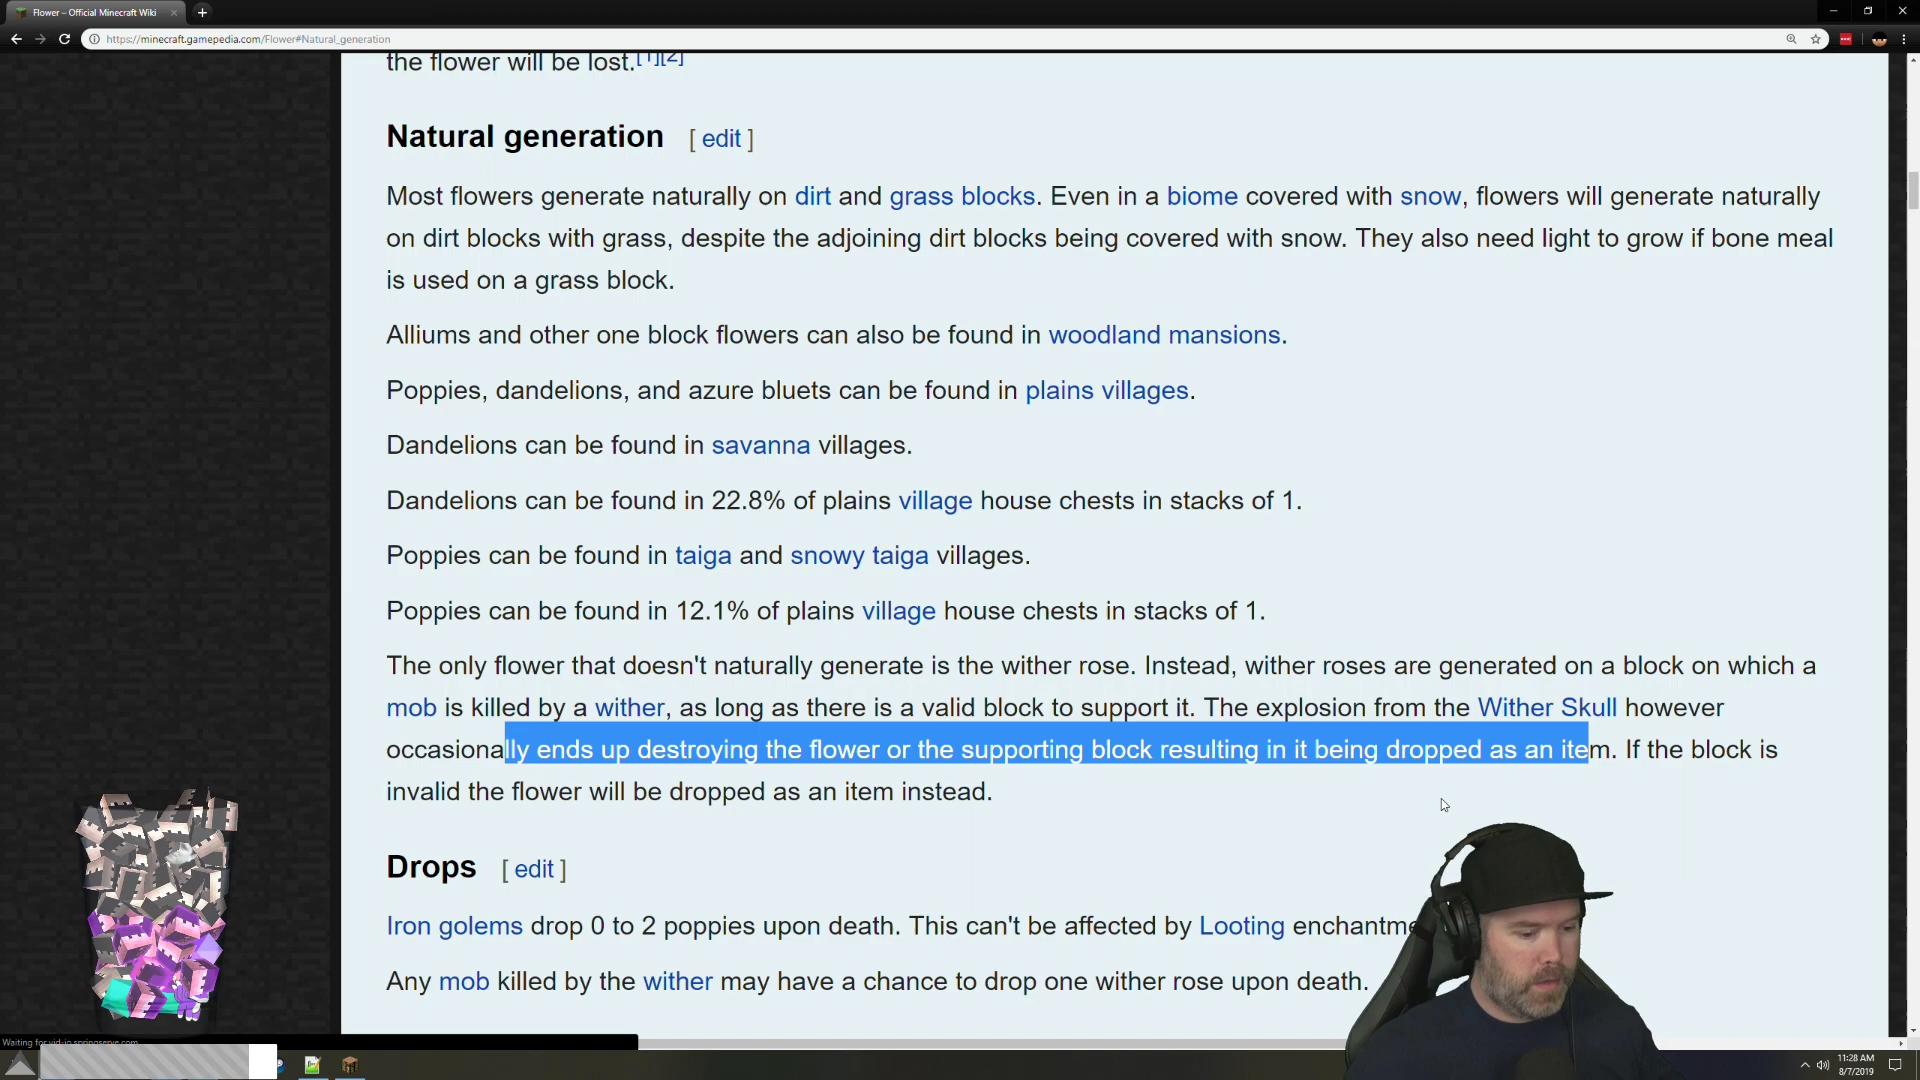 Flower – Official Minecraft Wiki
https://minecraft.gamepedia.com/Flower#Natural_generation
the flower will be lost.[1][2]
Natural generation [ edit ]
Most flowers generate naturally on dirt and grass blocks. Even in a biome covered with snow, flowers will generate naturally
on dirt blocks with grass, despite the adjoining dirt blocks being covered with snow. They also need light to grow if bone meal
is used on a grass block.
Alliums and other one block flowers can also be found in woodland mansions.
Poppies, dandelions, and azure bluets can be found in plains villages.
Dandelions can be found in savanna villages.
Dandelions can be found in 22.8% of plains village house chests in stacks of 1.
Poppies can be found in taiga and snowy taiga villages.
Poppies can be found in 12.1% of plains village house chests in stacks of 1.
The only flower that doesn't naturally generate is the wither rose. Instead, wither roses are generated on a block on which a
mob is killed by a wither, as long as there is a valid block to support it. The explosion from the Wither Skull however
occasionally ends up destroying the flower or the supporting block resulting in it being dropped as an item. If the block is
invalid the flower will be dropped as an item instead.
Drops [ edit ]
Iron golems drop 0 to 2 poppies upon death. This can't be affected by Looting enchantme
Any mob killed by the wither may have a chance to drop one wither rose upon death.
Waiting for vid-io.springserve.com
11:28 AM
8/7/2019